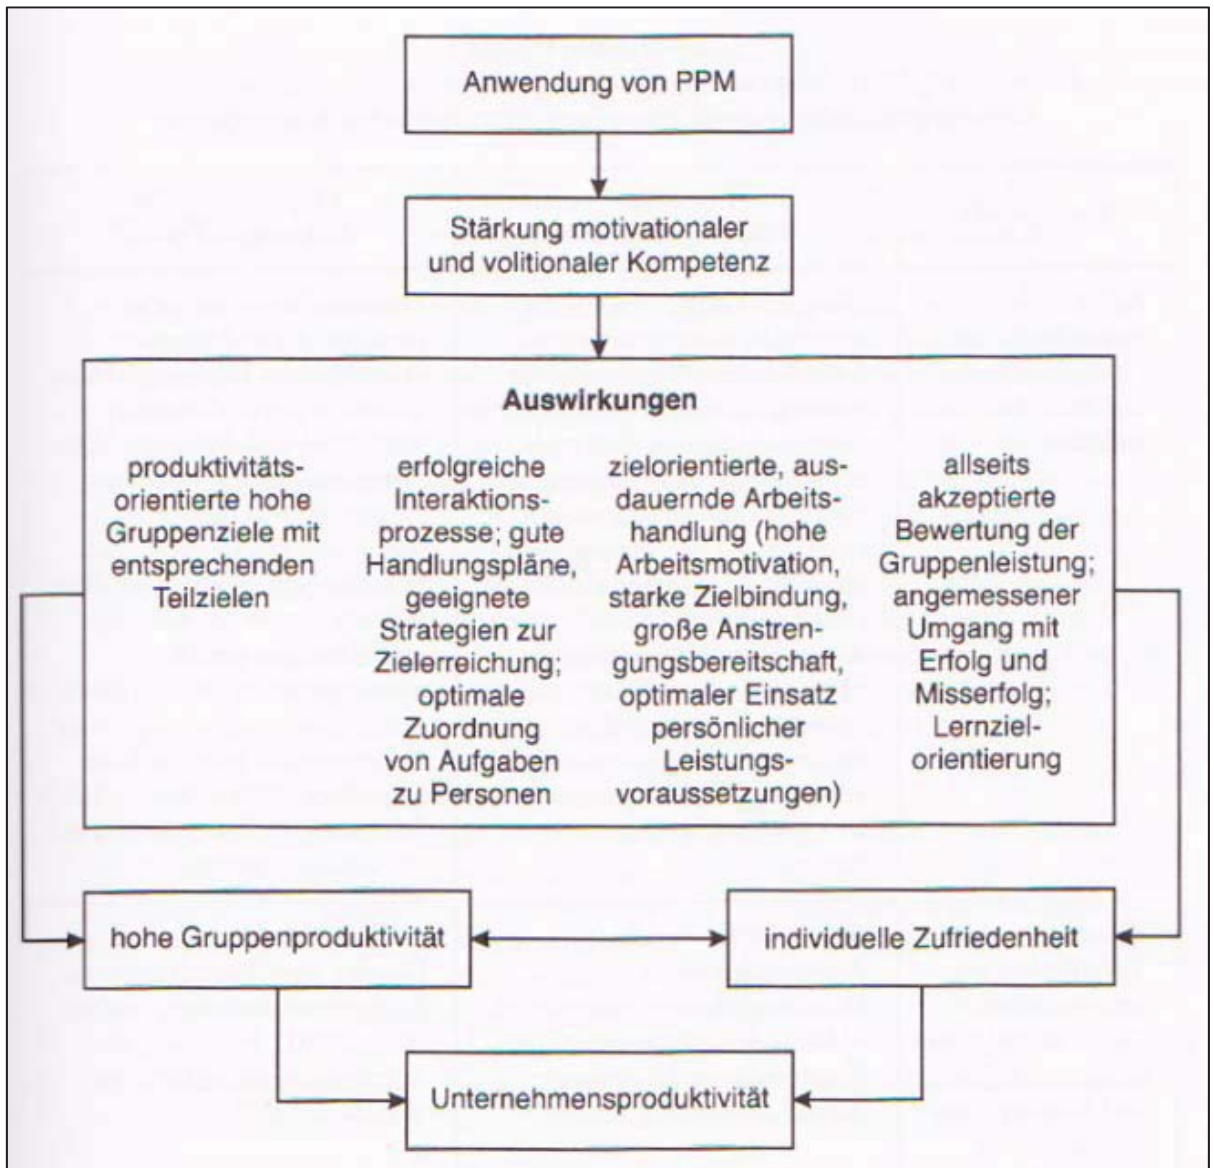 Anwendung von PPM
Stärkung motivationaler
und volitionaler Kompetenz
Auswirkungen
produktivitäts-
orientierte hohe
Gruppenziele mit
entsprechenden
Teilzielen
erfolgreiche
Interaktions-
prozesse; gute
Handlungspläne,
geeignete
Strategien zur
Zielerreichung;
optimale
Zuordnung
von Aufgaben
zu Personen
zielorientierte, aus-
dauernde Arbeits-
handlung (hohe
Arbeitsmotivation,
starke Zielbindung,
große Anstren-
gungsbereitschaft,
optimaler Einsatz
persönlicher
Leistungs-
voraussetzungen)
allseits
akzeptierte
Bewertung der
Gruppenleistung;
angemessener
Umgang mit
Erfolg und
Misserfolg;
Lernziel-
orientierung
hohe Gruppenproduktivität
individuelle Zufriedenheit
Unternehmensproduktivität